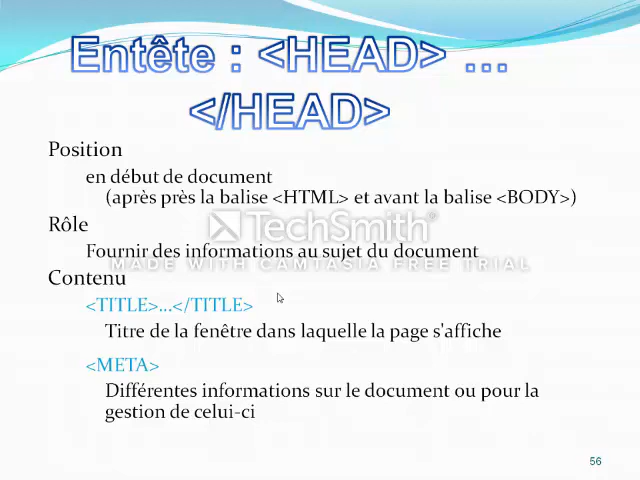 Entête : <HEAD> ...
</HEAD>
Position
en début de document
(après près la balise <HTML> et avant la balise <BODY>)
Rôle
TechSmith®
Fournir des informations au sujet du document
MADE WITH CAMTASIA FREE TRIAL
Contenu
<TITLE>...</TITLE>
Titre de la fenêtre dans laquelle la page s'affiche
<META>
Différentes informations sur le document ou pour la
gestion de celui-ci
56